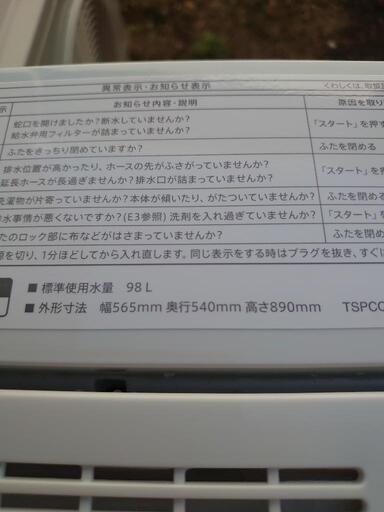 異常表示・お知らせ表示
くわしくは、取扱
示
お知らせ内容・説明
原因を取り
蛇口を開けましたか?断水していませんか?
給水弁用フィルターが詰まっていませんか?
「スタート」を押す
ふたをきっちり閉めていますか?
ふたを閉める
排水位置が高かったり、ホースの先がふさがっていませんか?
延長ホースが長過ぎませんか?排水口が詰まっていませんか?
「スタート」を押
洗濯物が片寄っていませんか?本体が傾いたり、がたついていませんか?
ふたを閉める
水事情が悪くないですか?(E3参照) 洗剤を入れ過ぎていませんか?
「スタート」を
たのロック部に布などがはさまっていませんか?
ふたを閉め
源を切り、1分ほどしてから入れ直します。同じ表示をする時はプラグを抜き、すぐに
■ 標準使用水量 98L
■ 外形寸法 幅565mm 奥行540mm 高さ890mm
TSPCC